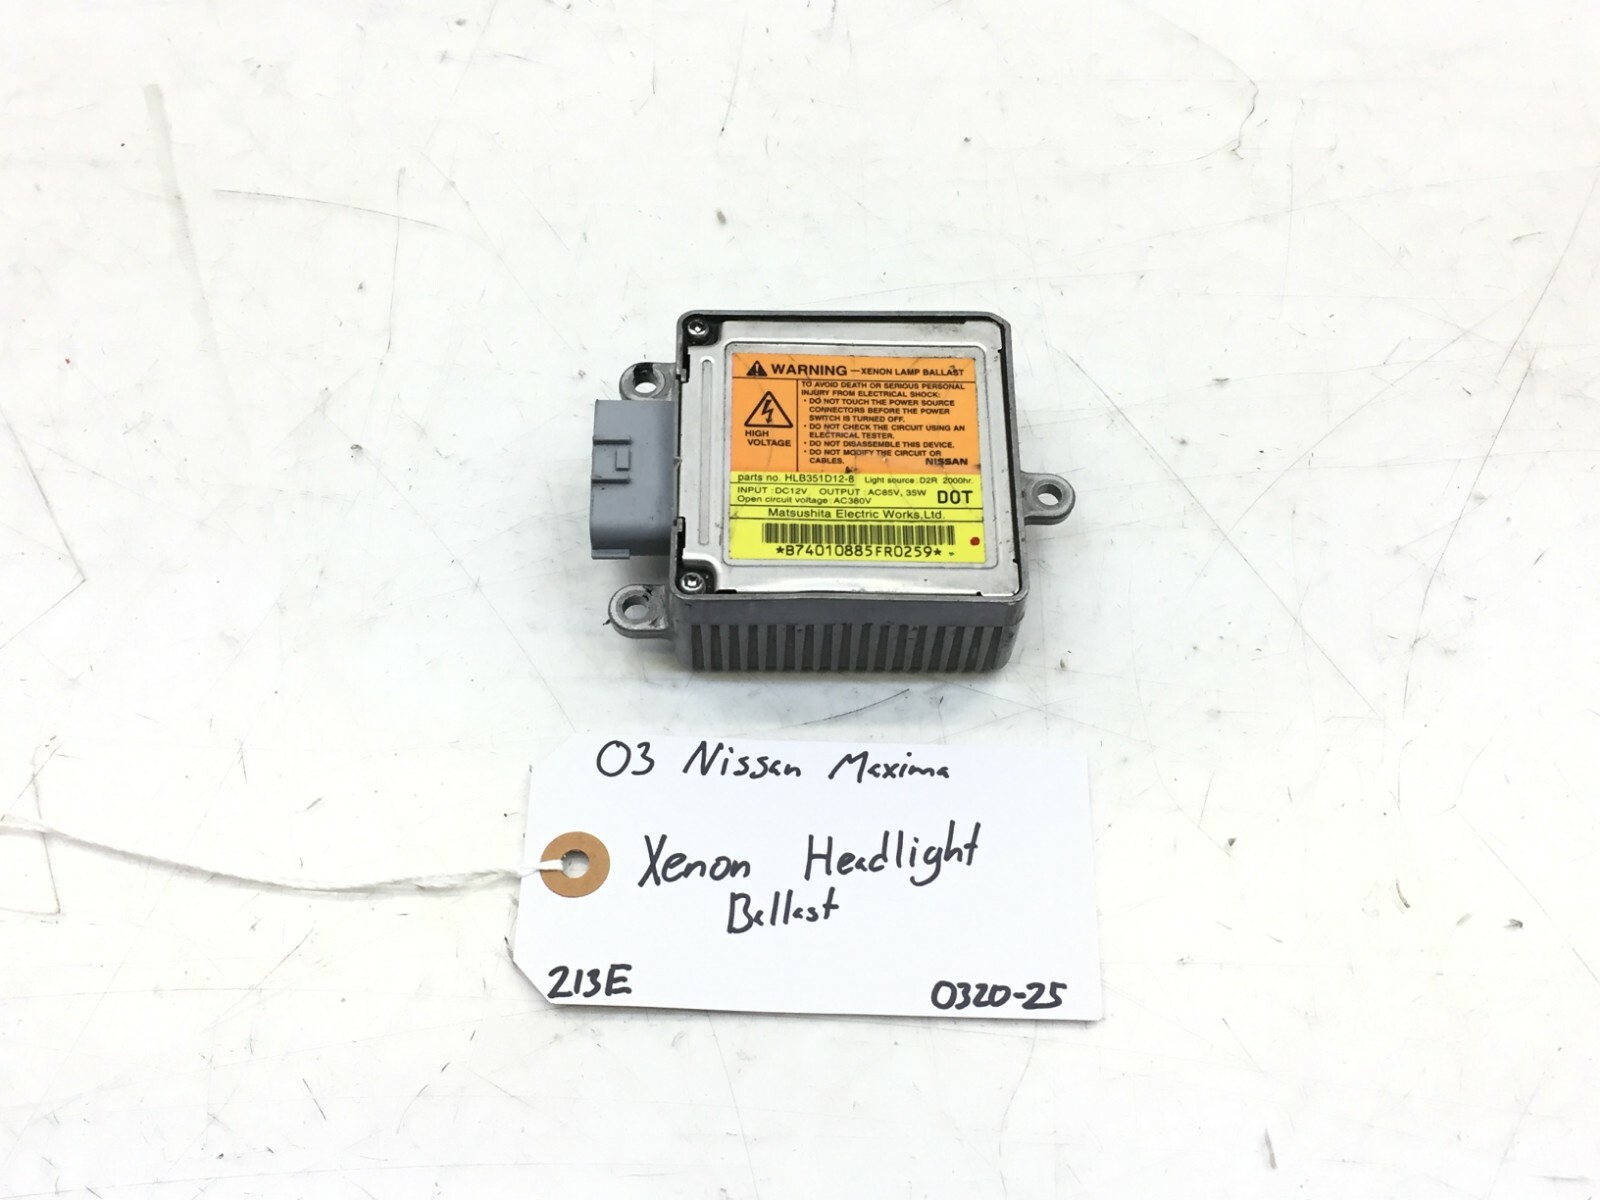 WARNING – XENON LAMP BALLAST
TO AVOID DEATH OR SERIOUS PERSONAL
INJURY FROM ELECTRICAL SHOCK:
• DO NOT TOUCH THE POWER SOURCE
CONNECTORS BEFORE THE POWER
SWITCH IS TURNED OFF.
• DO NOT CHECK THE CIRCUIT USING AN
ELECTRICAL TESTER.
• DO NOT DISASSEMBLE THIS DEVICE.
• DO NOT MODIFY THE CIRCUIT OR
CABLES.
HIGH
VOLTAGE
NISSAN
parts no. HLB351D12-8 Light source : D2R 2000hr.
INPUT : DC12V OUTPUT : AC85V, 35W DOT
Open circuit voltage : AC380V
Matsushita Electric Works,Ltd.
*B74010885FR0259*
03 Nissan Maxima
Xenon Headlight
Ballast
213E
0320-25